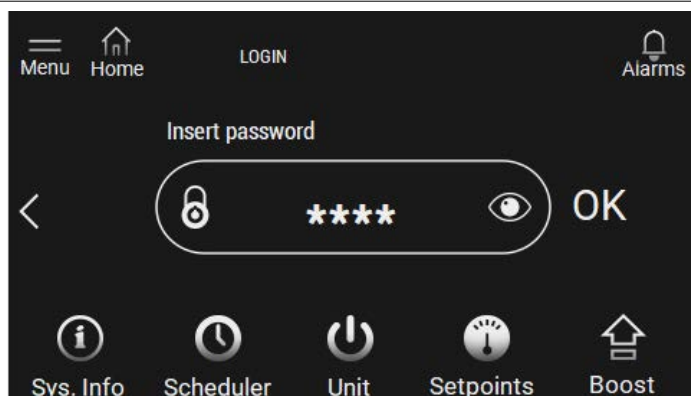 LOGIN
Menu Home Alarms
Insert password
**** OK
Sys. Info Scheduler Unit Setpoints Boost